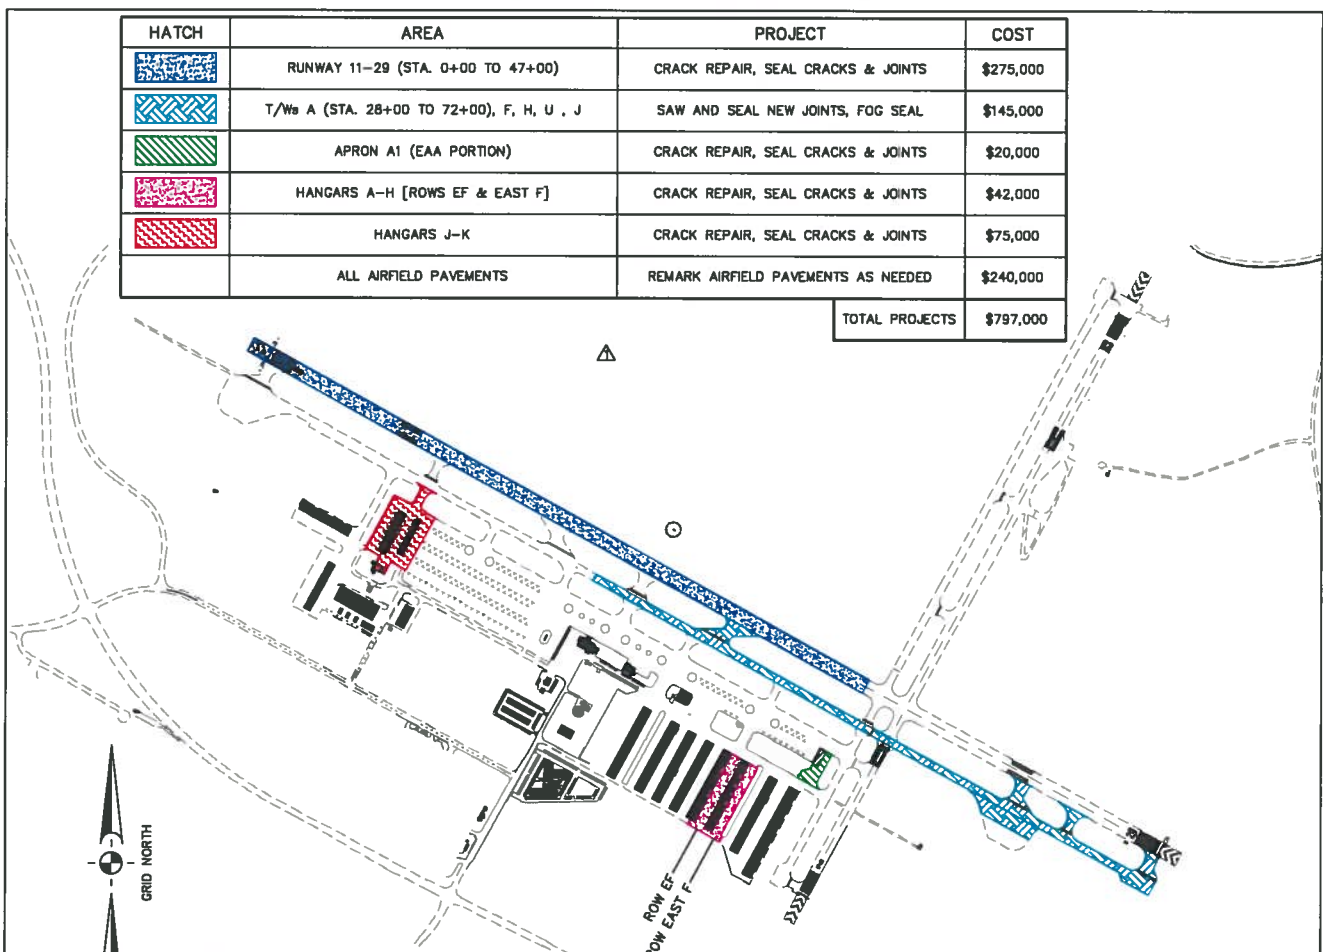 HATCH AREA PROJECT COST
RUNWAY 11-29 (STA. 0+00 TO 47+00) CRACK REPAIR, SEAL CRACKS & JOINTS $275,000
T/Ws A (STA. 28+00 TO 72+00), F, H, U , J SAW AND SEAL NEW JOINTS, FOG SEAL $145,000
APRON A1 (EAA PORTION) CRACK REPAIR, SEAL CRACKS & JOINTS $20,000
HANGARS A-H [ROWS EF & EAST F] CRACK REPAIR, SEAL CRACKS & JOINTS $42,000
HANGARS J-K CRACK REPAIR, SEAL CRACKS & JOINTS $75,000
ALL AIRFIELD PAVEMENTS REMARK AIRFIELD PAVEMENTS AS NEEDED $240,000
TOTAL PROJECTS $797,000
GRID NORTH
ROW EF
ROW EAST F